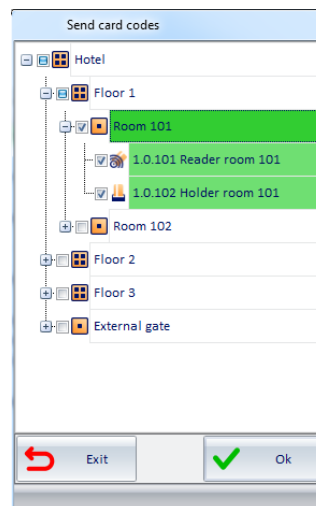 Send card codes
Hotel
Floor 1
Room 101
1.0.101 Reader room 101
1.0.102 Holder room 101
Room 102
Floor 2
Floor 3
External gate
Exit
Ok